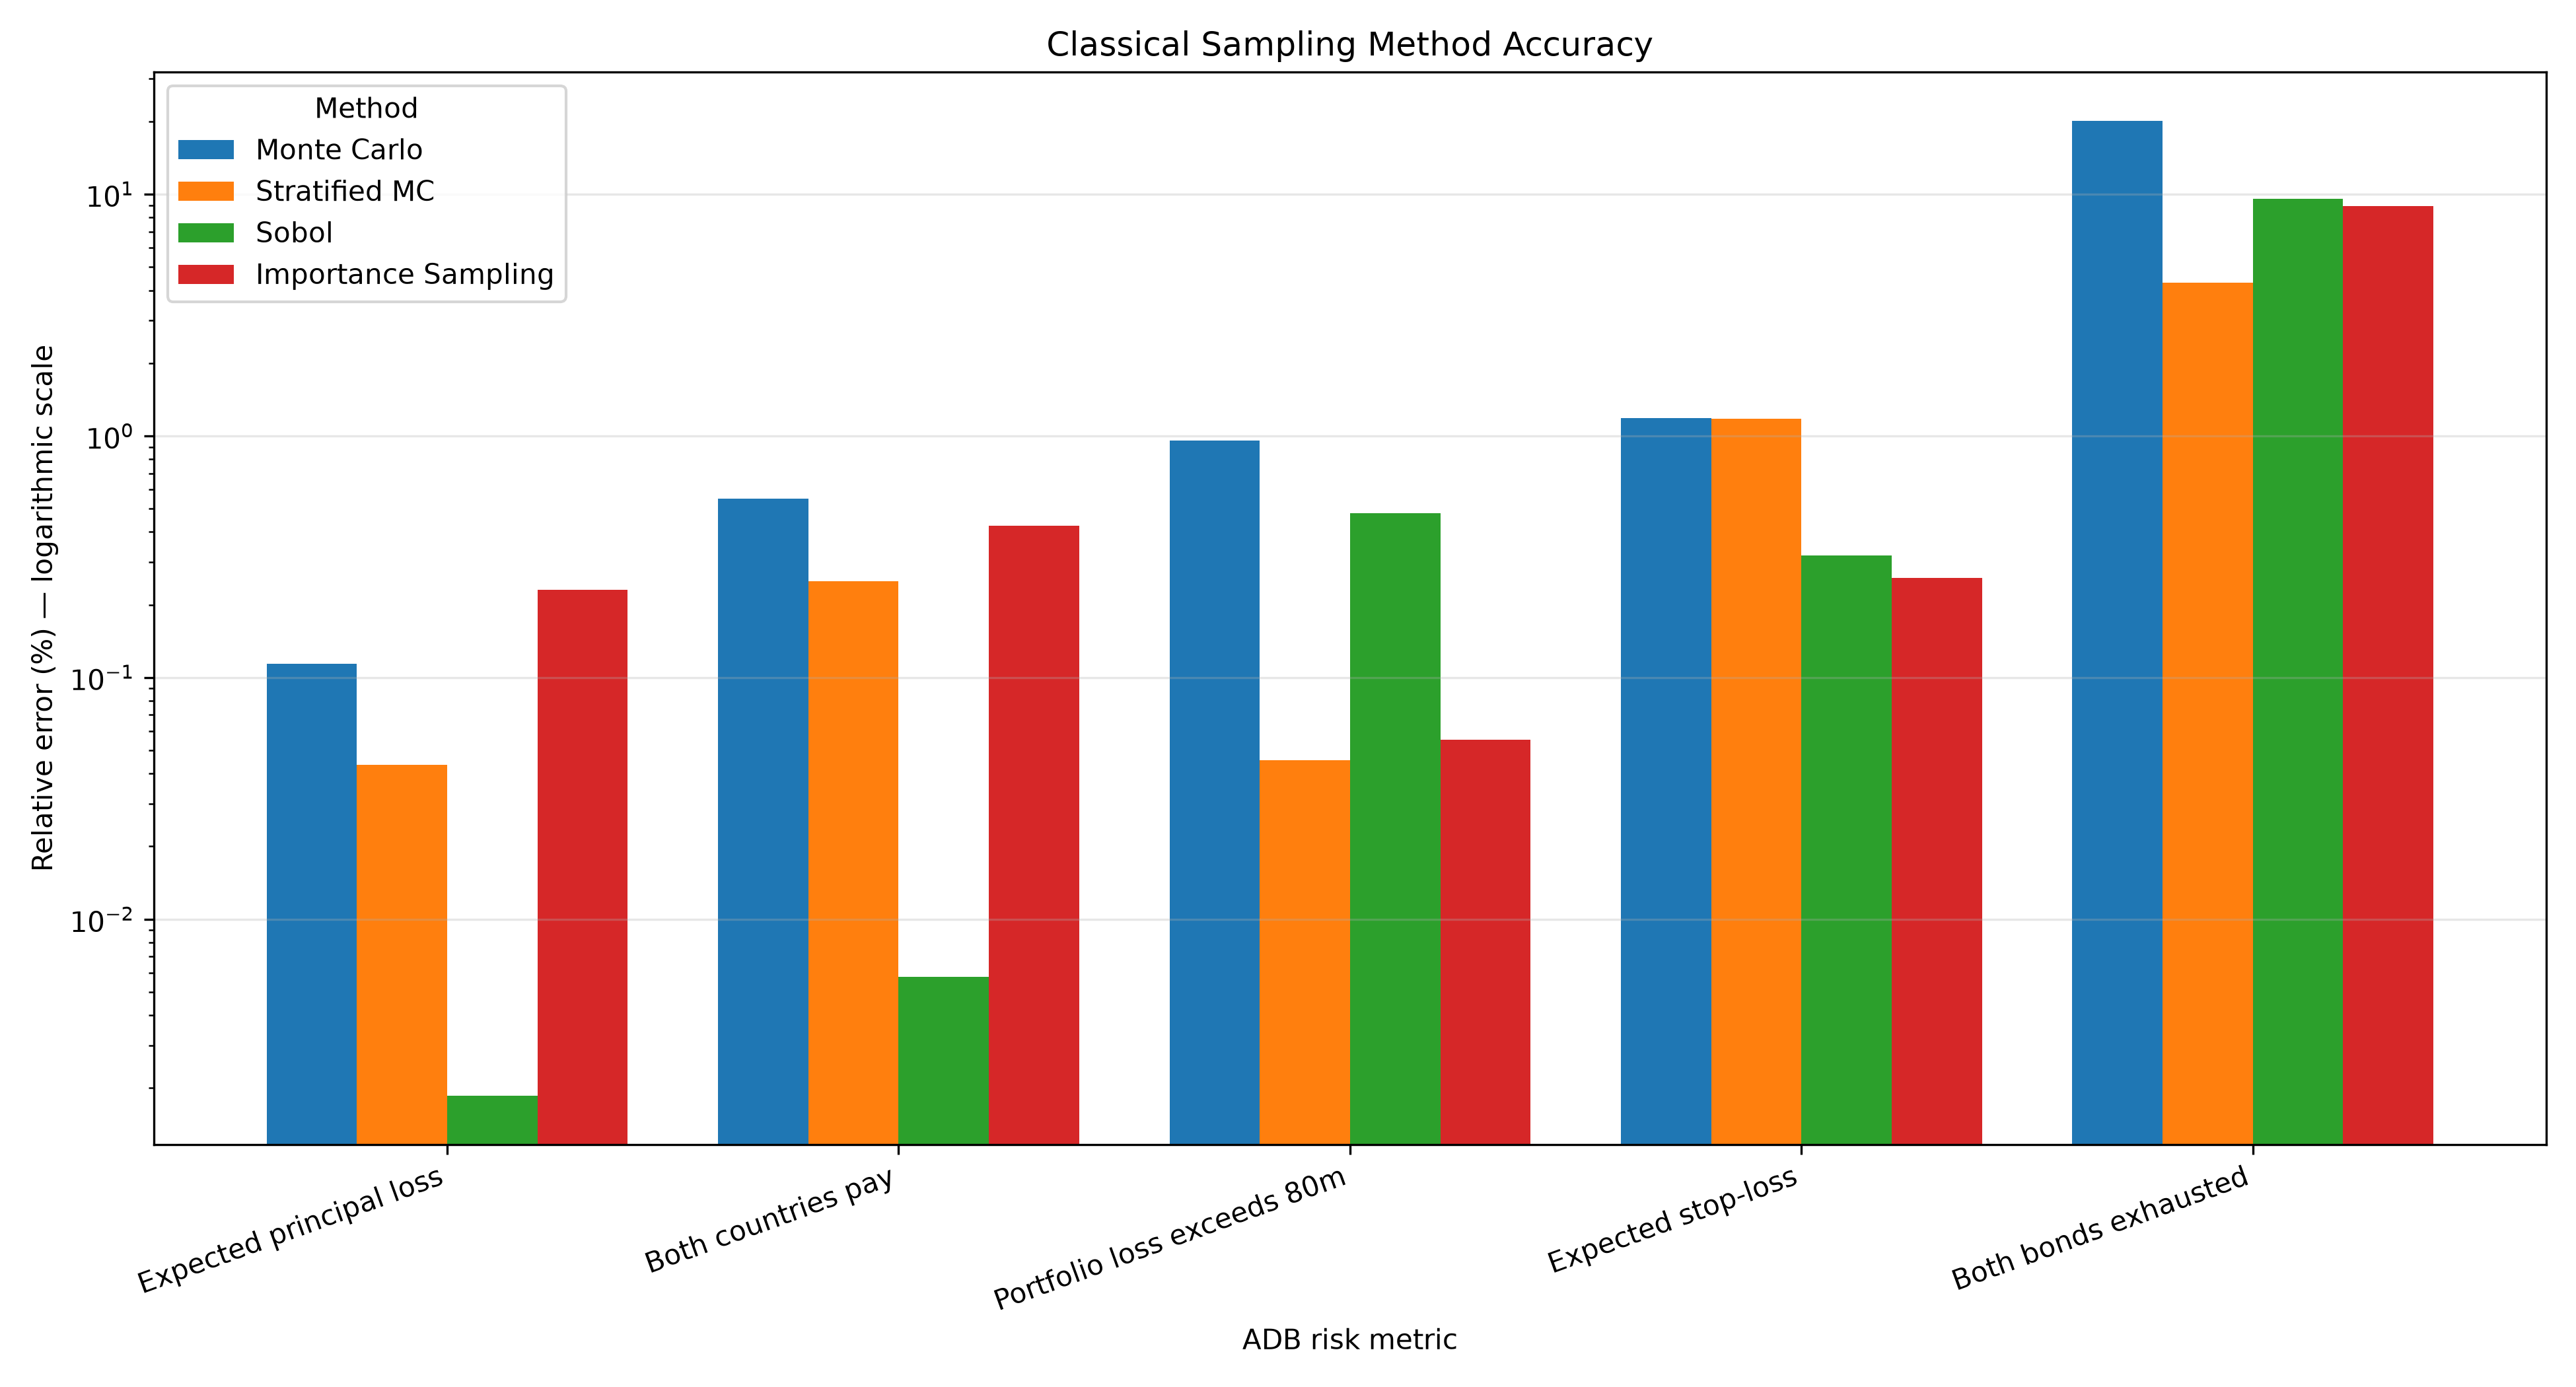 Classical Sampling Method Accuracy
Method
Monte Carlo
Stratified MC
Sobol
Importance Sampling
Relative error (%) — logarithmic scale
10¹
10⁰
10⁻¹
10⁻²
Expected principal loss
Both countries pay
Portfolio loss exceeds 80m
Expected stop-loss
Both bonds exhausted
ADB risk metric